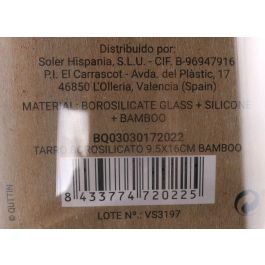 Distribuido por:
Soler Hispania, S.L.U. - CIF. B-96947916
P.I. El Carrascot - Avda. del Plàstic, 17
46850 L'Olleria, Valencia (Spain)
MATERIAL: BOROSILICATE GLASS + SILICONE
+ BAMBOO
BQ03030172022
TARRO BOROSILICATO 9.5X16CM BAMBOO
8 433774 720225
LOTE Nº.: VS3197
© QUTTIN